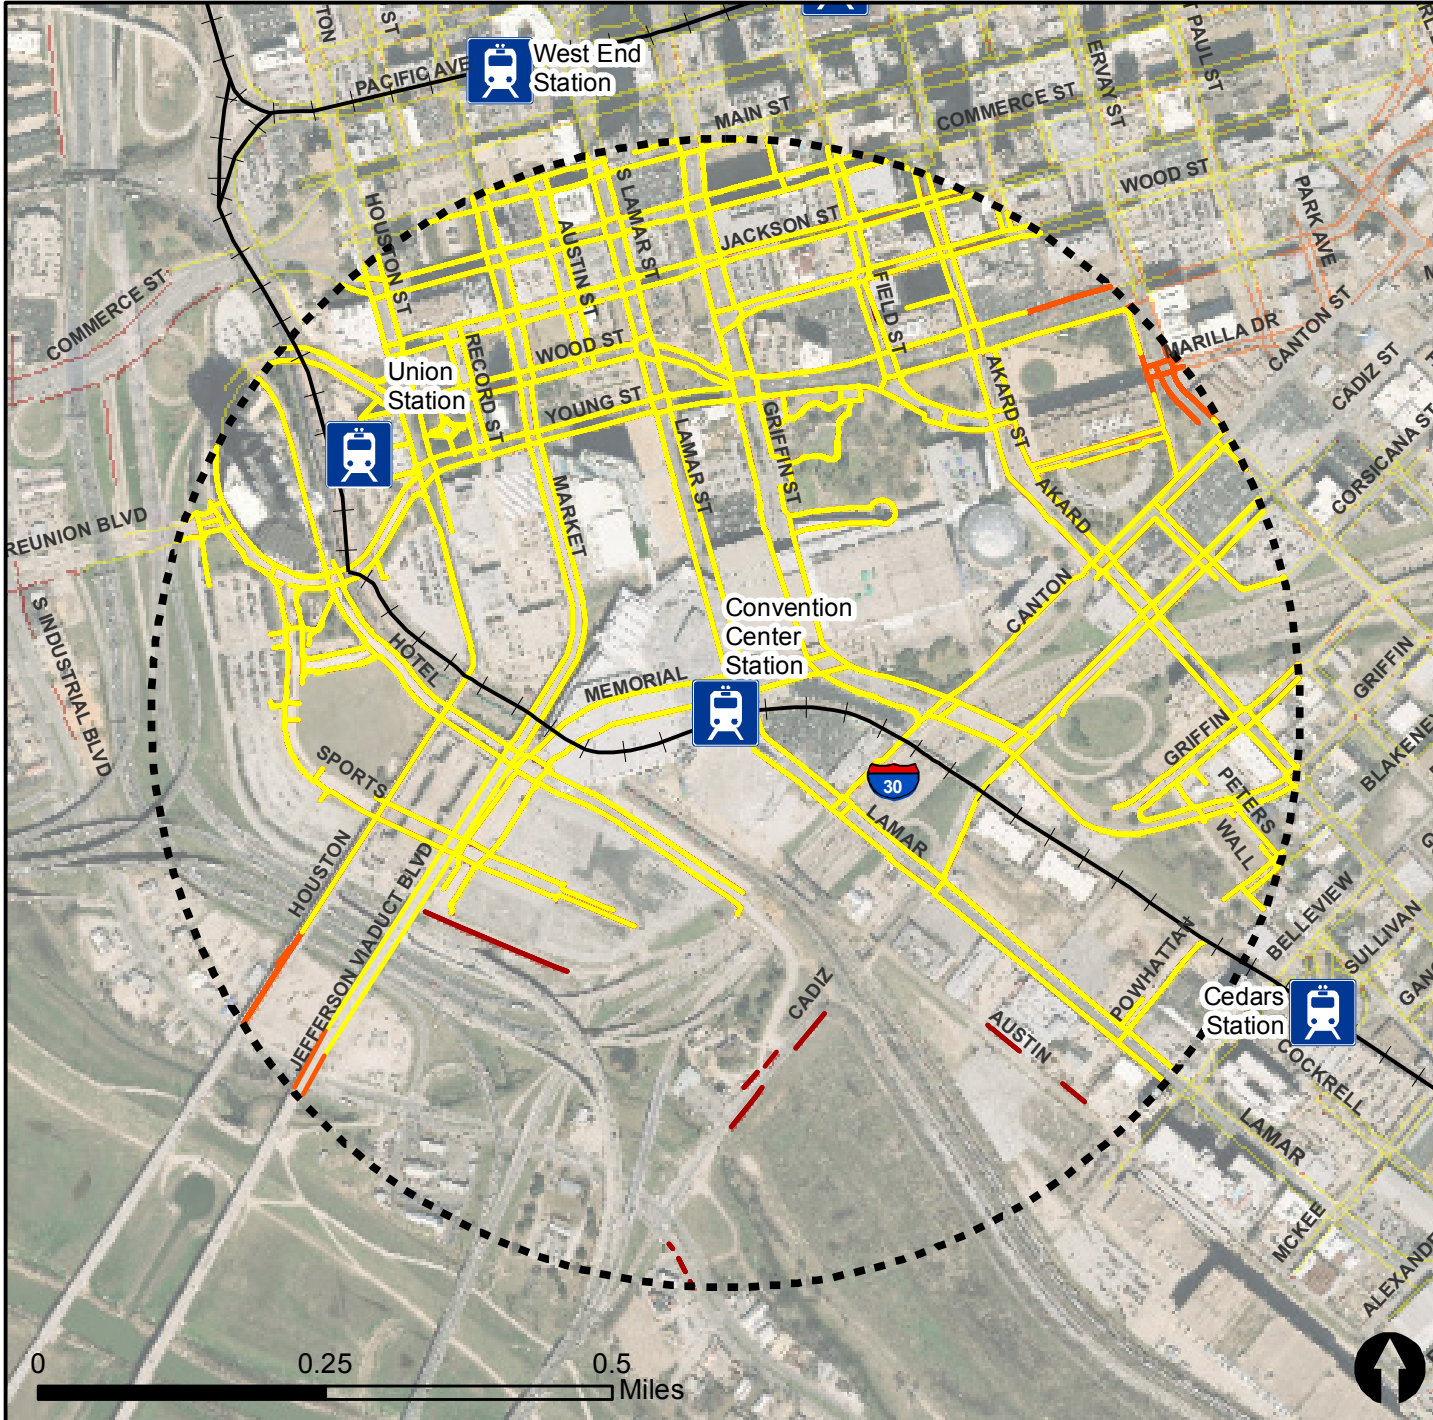 PACIFIC AVE
West End
Station
MAIN ST
COMMERCE ST
ERVAY ST
T PAUL ST
WOOD ST
PARK AVE
HOUSTON ST
S LAMAR ST
AUSTIN ST
JACKSON ST
FIELD ST
COMMERCE ST
MARILLA DR
CANTON ST
CADIZ ST
CORSICANA ST
Union
Station
RECORD ST
WOOD ST
YOUNG ST
AKARD ST
LAMAR ST
GRIFFIN ST
MARKET
AKARD
REUNION BLVD
S INDUSTRIAL BLVD
CANTON
Convention
Center
Station
HOTEL
MEMORIAL
GRIFFIN
GRIFFIN
BLAKENE
SPORTS
30
LAMAR
PETERS
WALL
HOUSTON
JEFFERSON VIADUCT BLVD
BELLEVIEW
SULLIVAN
GANO
POWHATTA
CADIZ
AUSTIN
Cedars
Station
COCKRELL
LAMAR
MCKEE
ALEXANDE
0
0.25
0.5
Miles